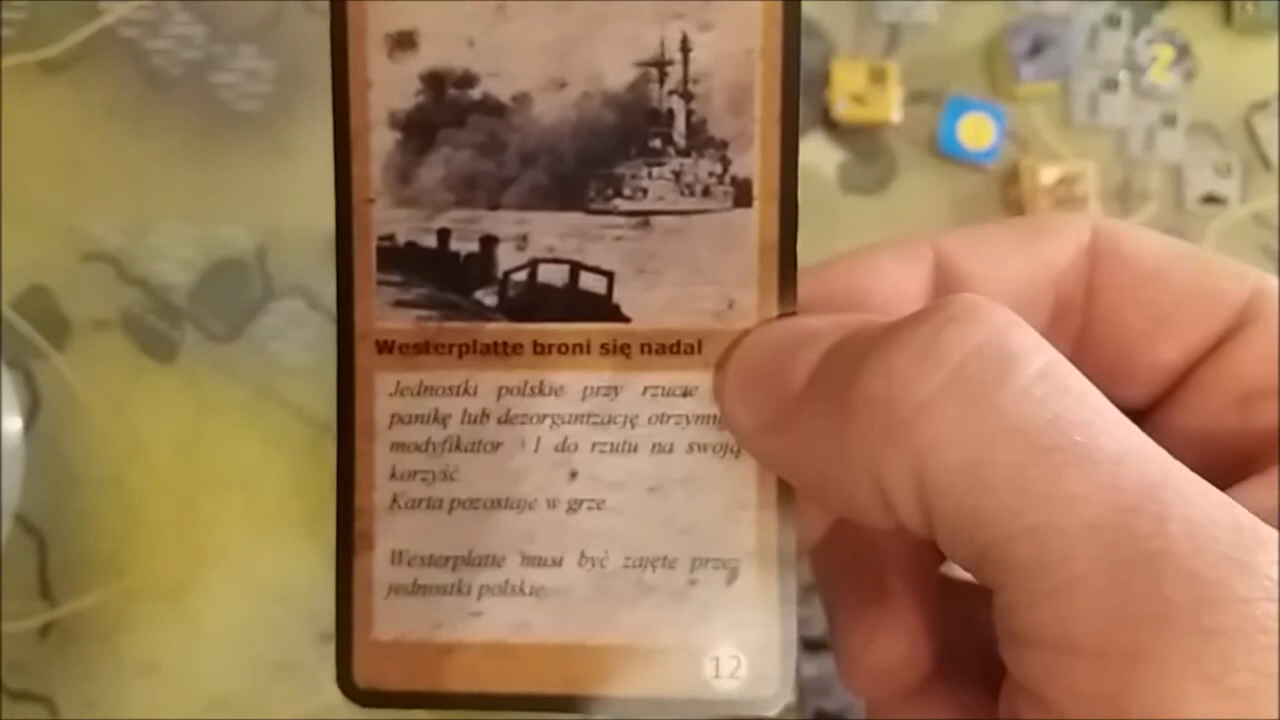 Westerplatte broni się nadal
Jednostki polskie przy rzucie
panikę lub dezorganizację
modyfikator 1 do rzutu na swoją
korzyść.
Karta pozostaje w grze.
Westerplatte musi być zajęte przez
jednostki polskie.
12
2